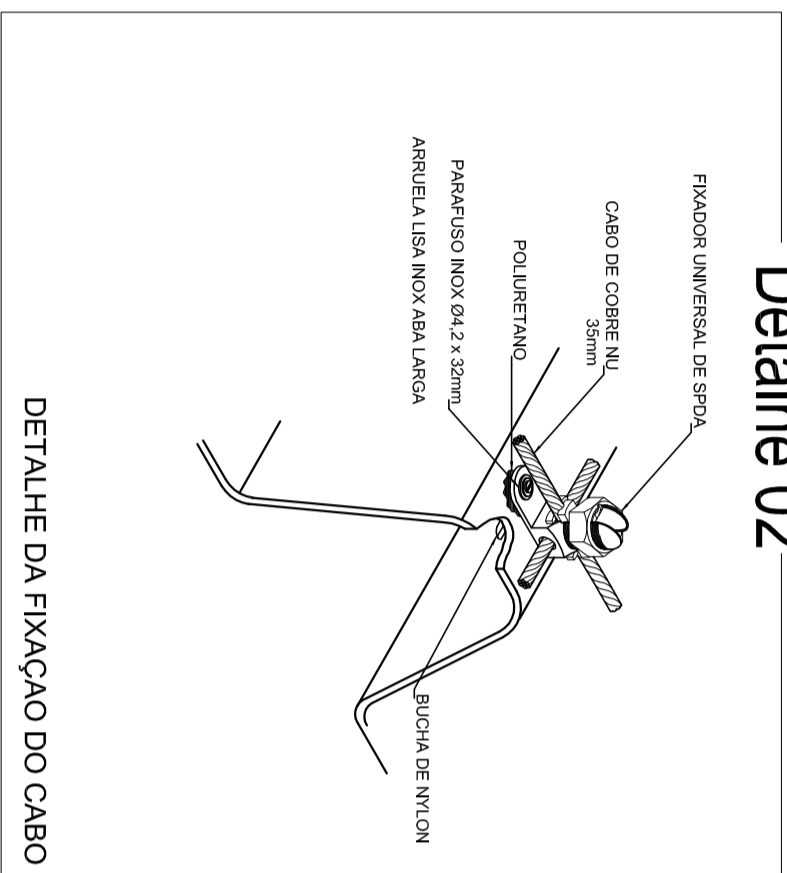 Detalhe 02
FIXADOR UNIVERSAL DE SPDA
CABO DE COBRE NU
35mm
POLIURETANO
PARAFUSO INOX Ø4,2 x 32mm
ARRUELA LISA INOX ABA LARGA
BUCHA DE NYLON
DETALHE DA FIXAÇAO DO CABO